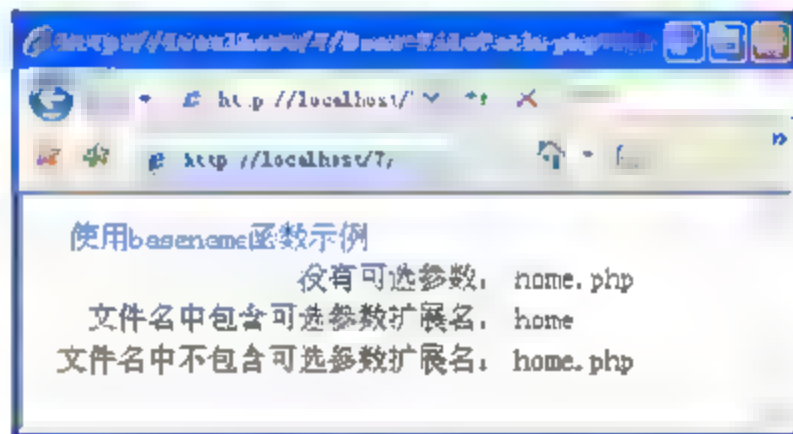 http://localhost/
http://localhost/7/
使用basename函数示例
没有可选参数: home.php
文件名中包含可选参数扩展名: home
文件名中不包含可选参数扩展名: home.php